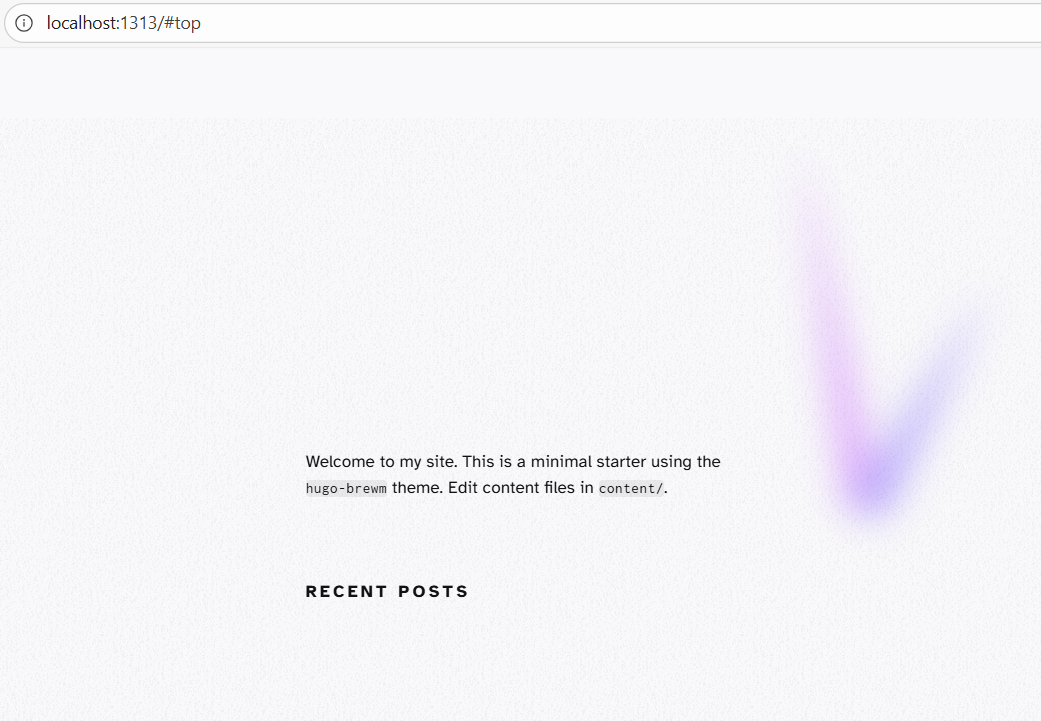 localhost:1313/#top
Welcome to my site. This is a minimal starter using the
hugo-brewm theme. Edit content files in content/.
RECENT POSTS